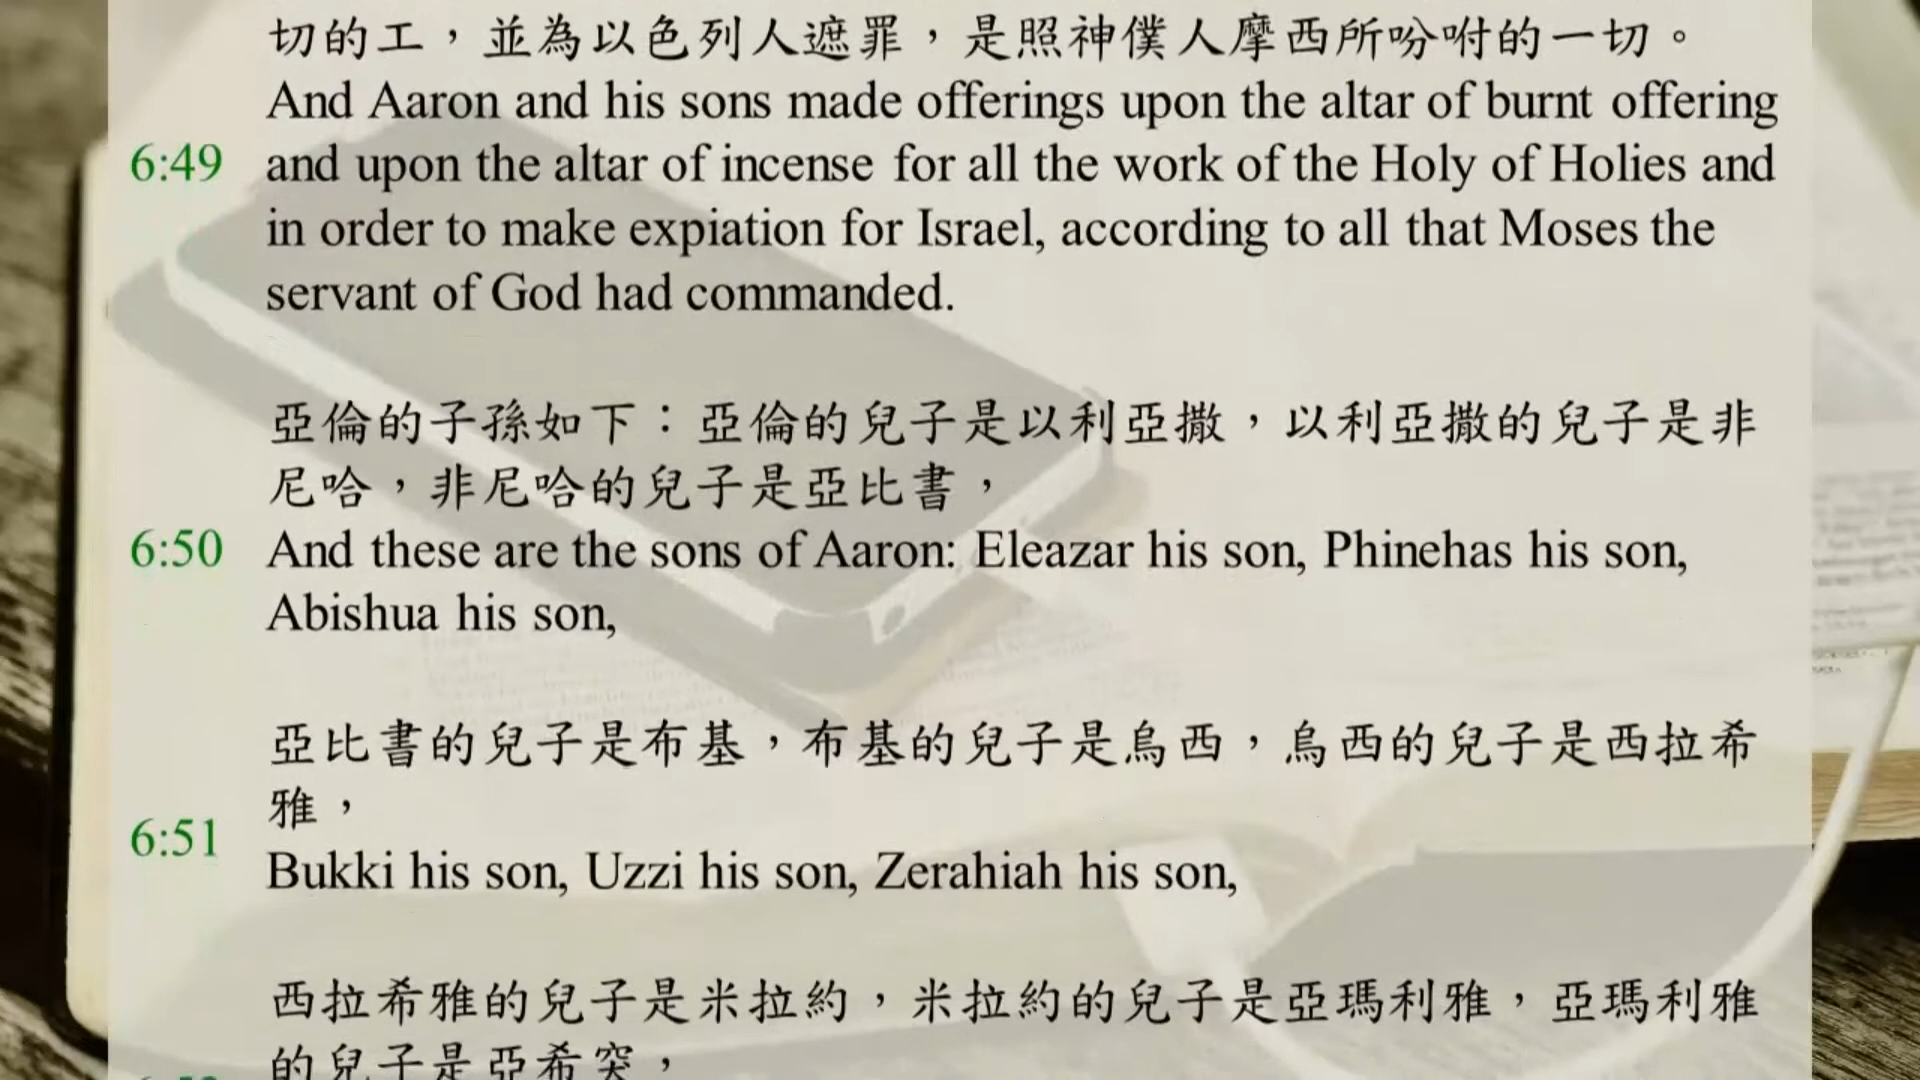 切的工，並為以色列人遮罪，是照神僕人摩西所吩咐的一切。
And Aaron and his sons made offerings upon the altar of burnt offering
6:49 and upon the altar of incense for all the work of the Holy of Holies and
in order to make expiation for Israel, according to all that Moses the
servant of God had commanded.
亞倫的子孫如下：亞倫的兒子是以利亞撒，以利亞撒的兒子是非
尼哈，非尼哈的兒子是亞比書，
6:50 And these are the sons of Aaron: Eleazar his son, Phinehas his son,
Abishua his son,
亞比書的兒子是布基，布基的兒子是烏西，烏西的兒子是西拉希
雅，
6:51
Bukki his son, Uzzi his son, Zerahiah his son,
西拉希雅的兒子是米拉約，米拉約的兒子是亞瑪利雅，亞瑪利雅
的兒子是亞希突，